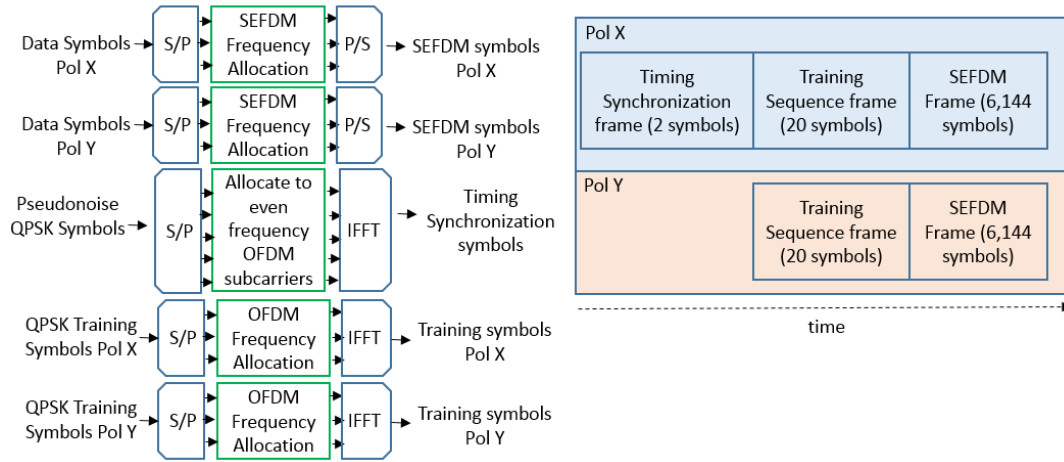 Data Symbols
Pol X
S/P
SEFDM
Frequency
Allocation
P/S
SEFDM symbols
Pol X
Data Symbols
Pol Y
S/P
SEFDM
Frequency
Allocation
P/S
SEFDM symbols
Pol Y
Pseudonoise
QPSK Symbols
S/P
Allocate to
even
frequency
OFDM
subcarriers
IFFT
Timing
Synchronization
symbols
QPSK Training
Symbols Pol X
S/P
OFDM
Frequency
Allocation
IFFT
Training symbols
Pol X
QPSK Training
Symbols Pol Y
S/P
OFDM
Frequency
Allocation
IFFT
Training symbols
Pol Y
Pol X
Timing
Synchronization
frame (2 symbols)
Training
Sequence frame
(20 symbols)
SEFDM
Frame (6,144
symbols)
Pol Y
Training
Sequence frame
(20 symbols)
SEFDM
Frame (6,144
symbols)
time